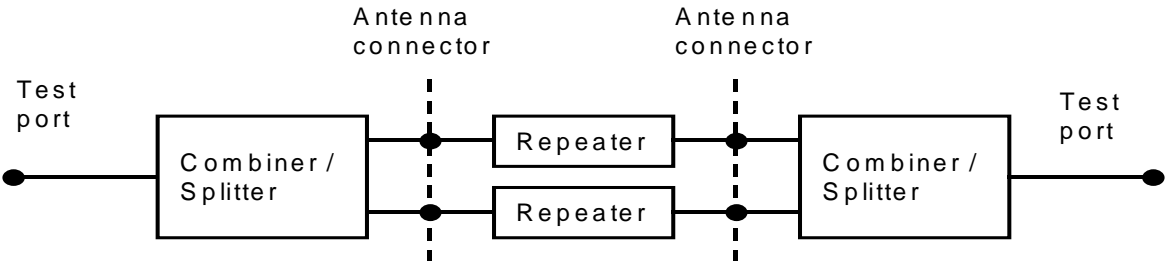 Antenna
connector
Antenna
connector
Test
port
Test
port
Combiner /
Splitter
Repeater
Repeater
Combiner /
Splitter